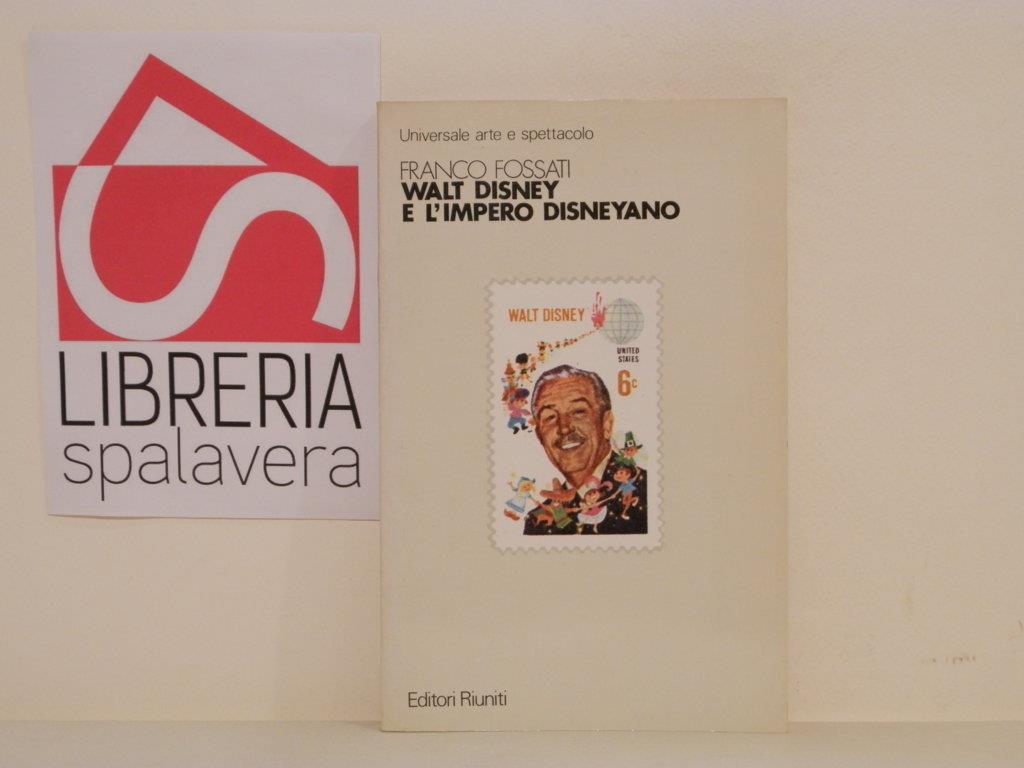 LIBRERIA
spalavera
Universale arte e spettacolo
FRANCO FOSSATI
WALT DISNEY
E L'IMPERO DISNEYANO
WALT DISNEY
UNITED
STATES
6c
Editori Riuniti